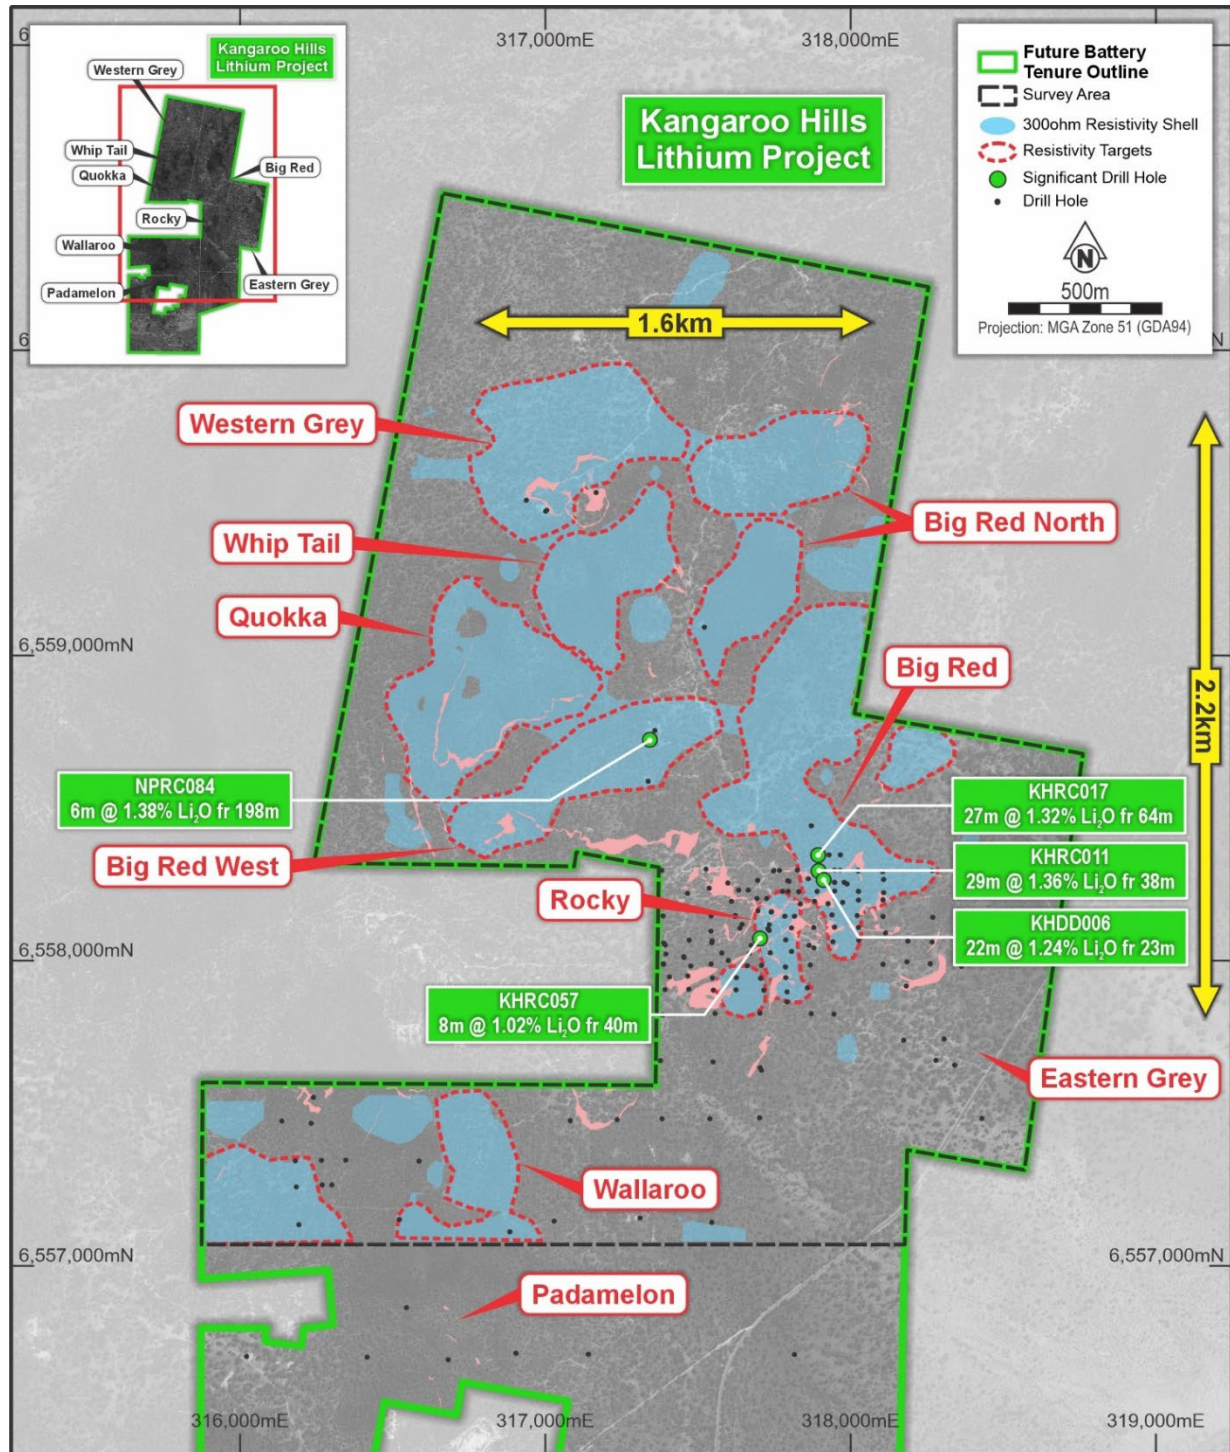 317,000mE
318,000mE
Kangaroo Hills
Lithium Project
Western Grey
Whip Tail
Quokka
Big Red
Rocky
Wallaroo
Padamelon
Eastern Grey
Kangaroo Hills
Lithium Project
Future Battery
Tenure Outline
Survey Area
300ohm Resistivity Shell
Resistivity Targets
Significant Drill Hole
Drill Hole
N
500m
Projection: MGA Zone 51 (GDA94)
1.6km
Western Grey
Big Red North
Whip Tail
Quokka
6,559,000mN
Big Red
2.2km
NPRC084
6m @ 1.38% Li₂O fr 198m
KHRC017
27m @ 1.32% Li₂O fr 64m
KHRC011
29m @ 1.36% Li₂O fr 38m
Big Red West
Rocky
KHDD006
22m @ 1.24% Li₂O fr 23m
6,558,000mN
KHRC057
8m @ 1.02% Li₂O fr 40m
Eastern Grey
Wallaroo
6,557,000mN
6,557,000mN
Padamelon
316,000mE
317,000mE
318,000mE
319,000mE